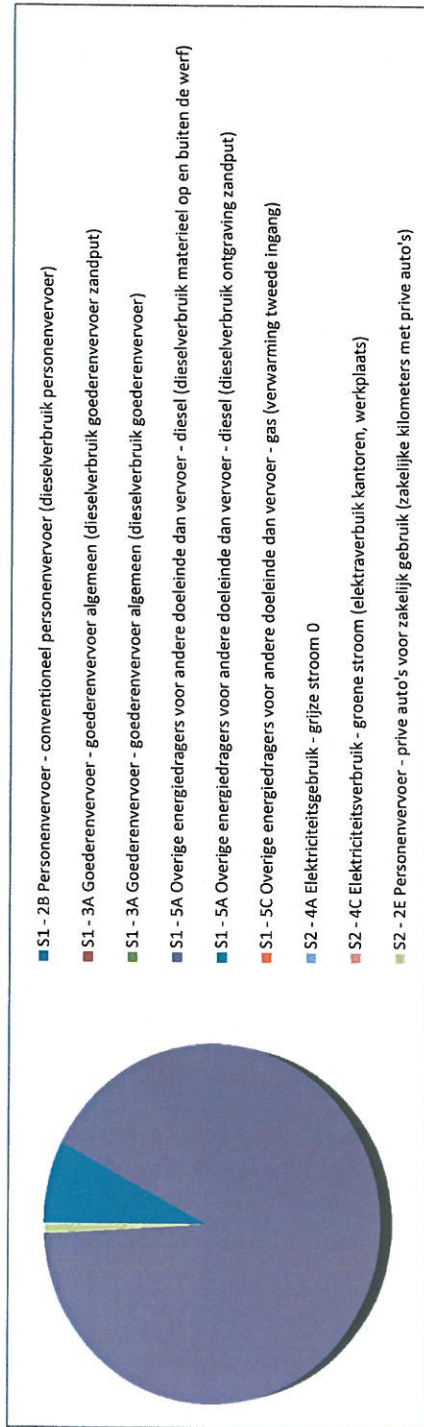 S1 - 2B Personenvervoer - conventioneel personenvervoer (dieselverbruik personenvervoer)
S1 - 3A Goederenvervoer - goederenvervoer algemeen (dieselverbruik goederenvervoer zandput)
S1 - 3A Goederenvervoer - goederenvervoer algemeen (dieselverbruik goederenvervoer)
S1 - 5A Overige energiedragers voor andere doeleinde dan vervoer - diesel (dieselverbruik materieel op en buiten de werf)
S1 - 5A Overige energiedragers voor andere doeleinde dan vervoer - diesel (dieselverbruik ontgraving zandput)
S1 - 5C Overige energiedragers voor andere doeleinde dan vervoer - gas (verwarming tweede ingang)
S2 - 4A Elektriciteitsgebruik - grijze stroom 0
S2 - 4C Elektriciteitsverbruik - groene stroom (elektraverbuik kantoren, werkplaats)
S2 - 2E Personenvervoer - prive auto's voor zakelijk gebruik (zakelijke kilometers met prive auto's)